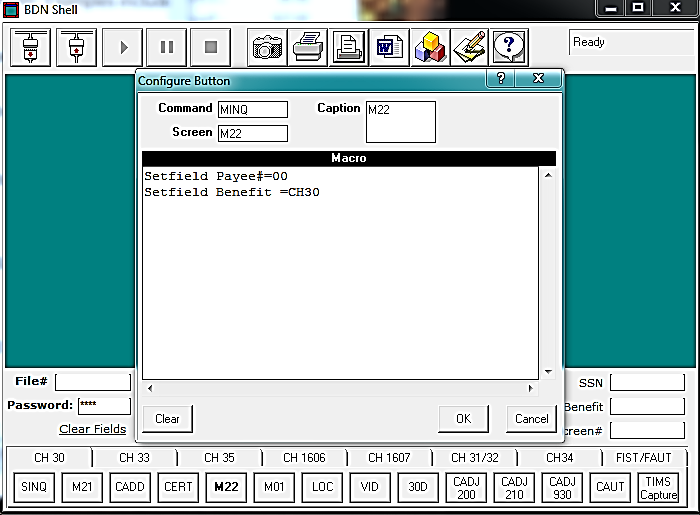 BDN Shell
Ready
Configure Button
Command MINQ Caption M22
Screen M22
Macro
Setfield Payee#=00
Setfield Benefit =CH30
Clear OK Cancel
File# SSN
Password: **** Benefit
Clear Fields creen#
CH 30 CH 33 CH 35 CH 1606 CH 1607 CH 31/32 CH34 FIST/FAUT
SINQ M21 CADD CERT M22 M01 LOC VID 30D CADJ 200 CADJ 210 CADJ 930 CAUT TIMS Capture